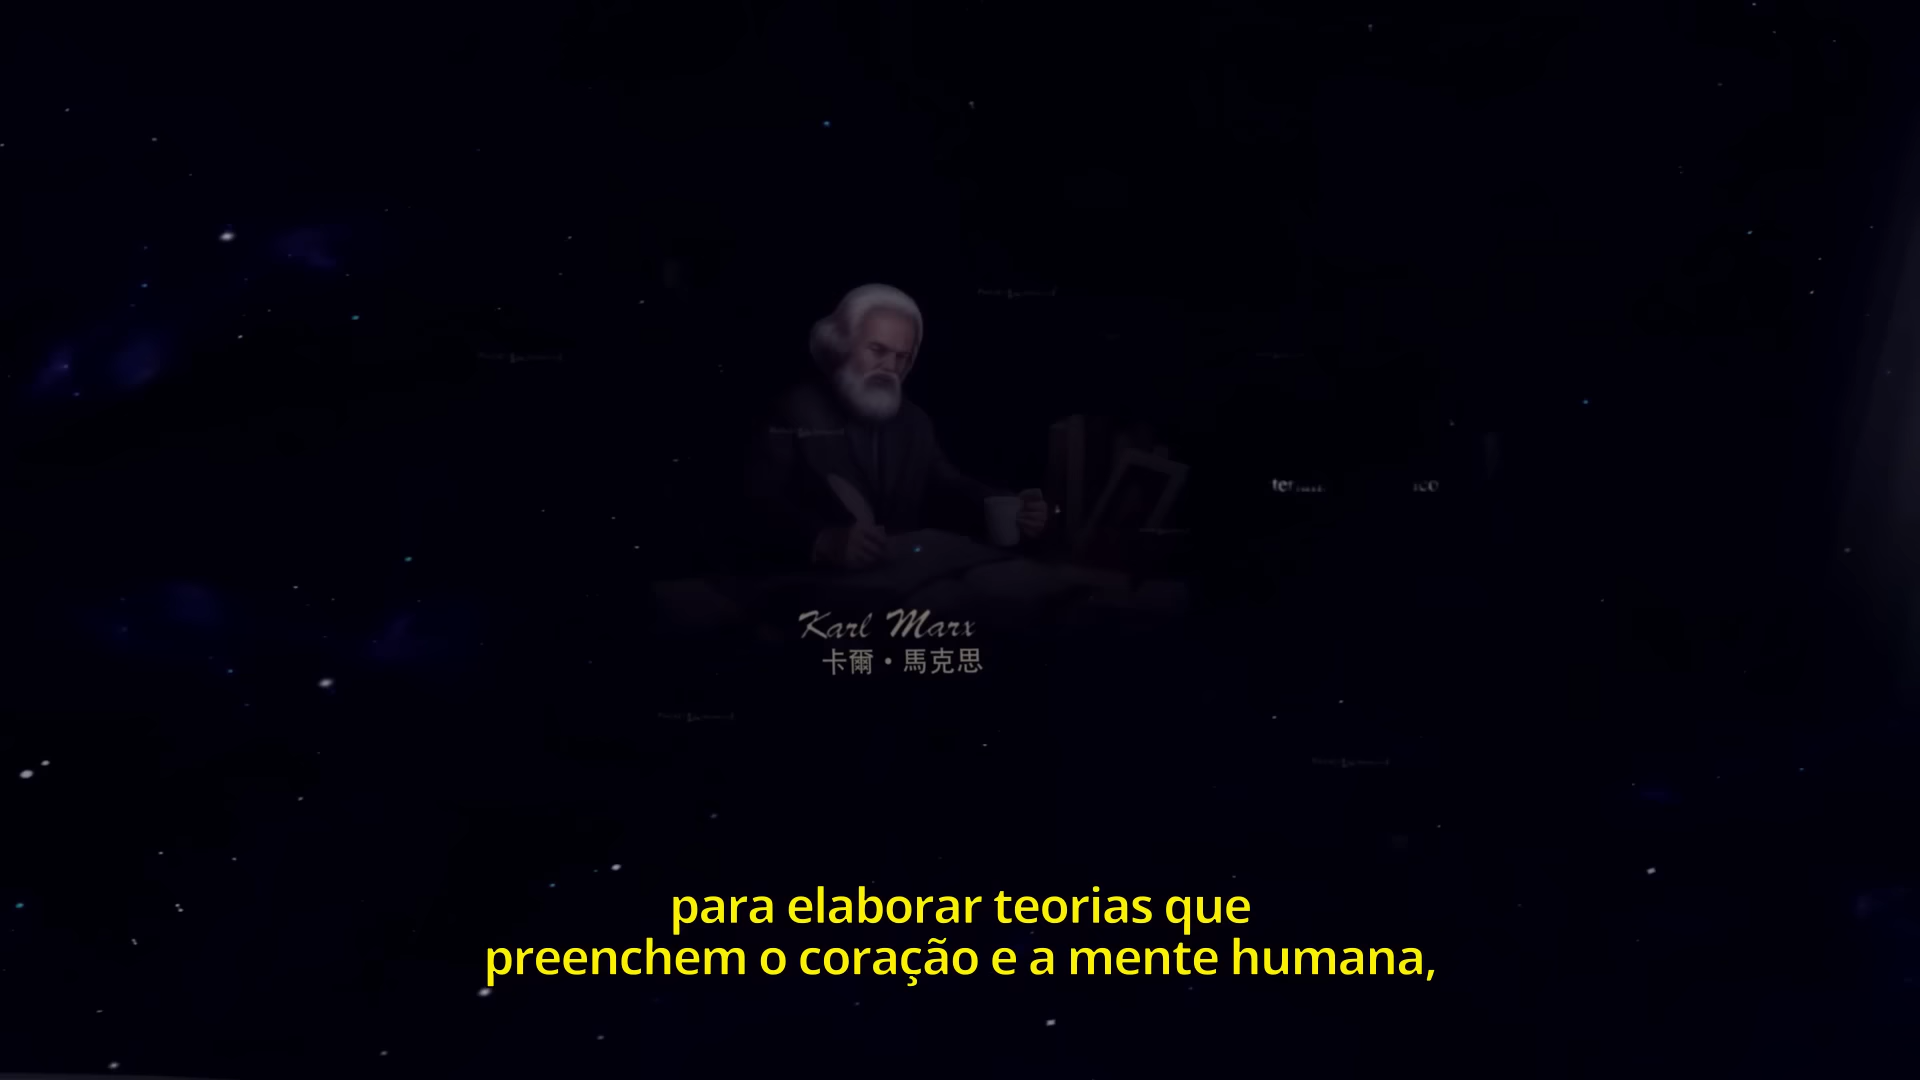 Karl Marx
卡爾・馬克思
para elaborar teorias que
preenchem o coração e a mente humana,